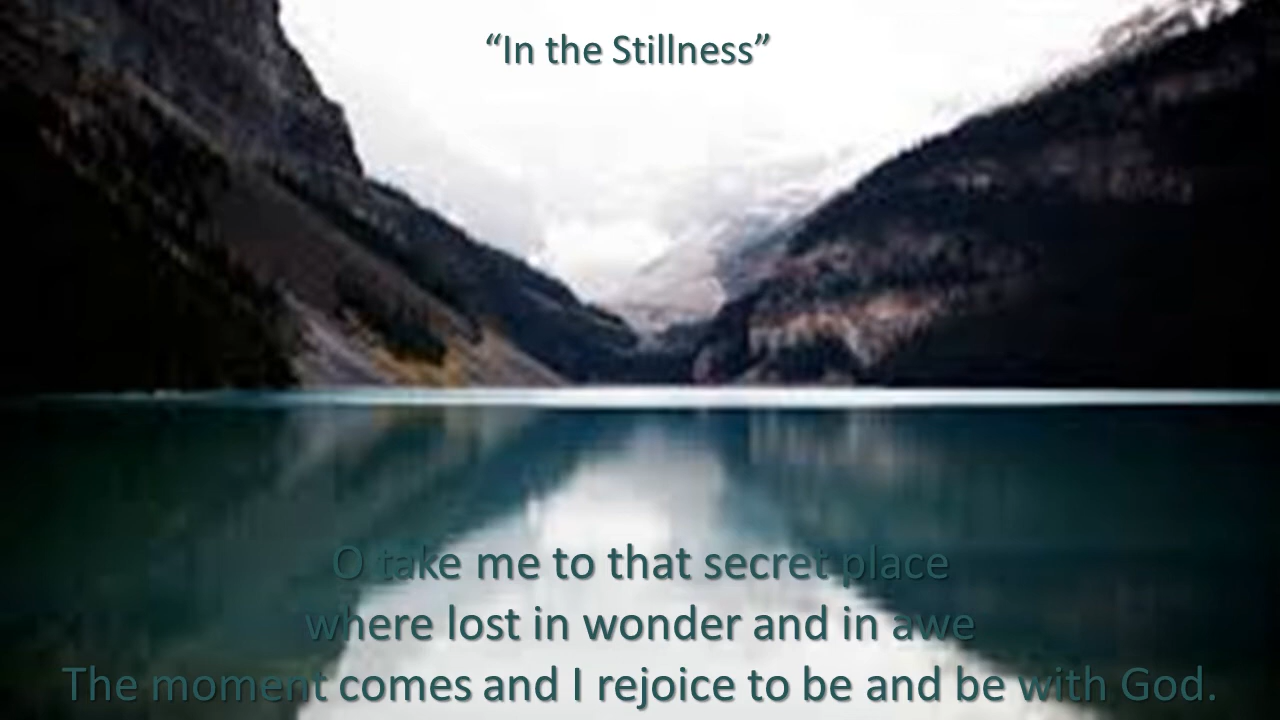 “In the Stillness”
O take me to that secret place
where lost in wonder and in awe
The moment comes and I rejoice to be and be with God.